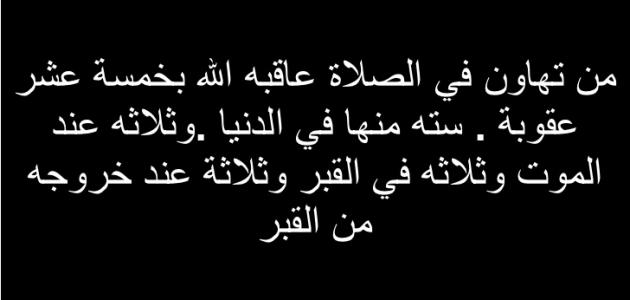 من تهاون في الصلاة عاقبه الله بخمسة عشر
عقوبة . سته منها في الدنيا .وثلاثه عند
الموت وثلاثه في القبر وثلاثة عند خروجه
من القبر